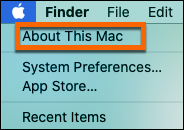 Finder File Edit
About This Mac
System Preferences...
App Store...
Recent Items